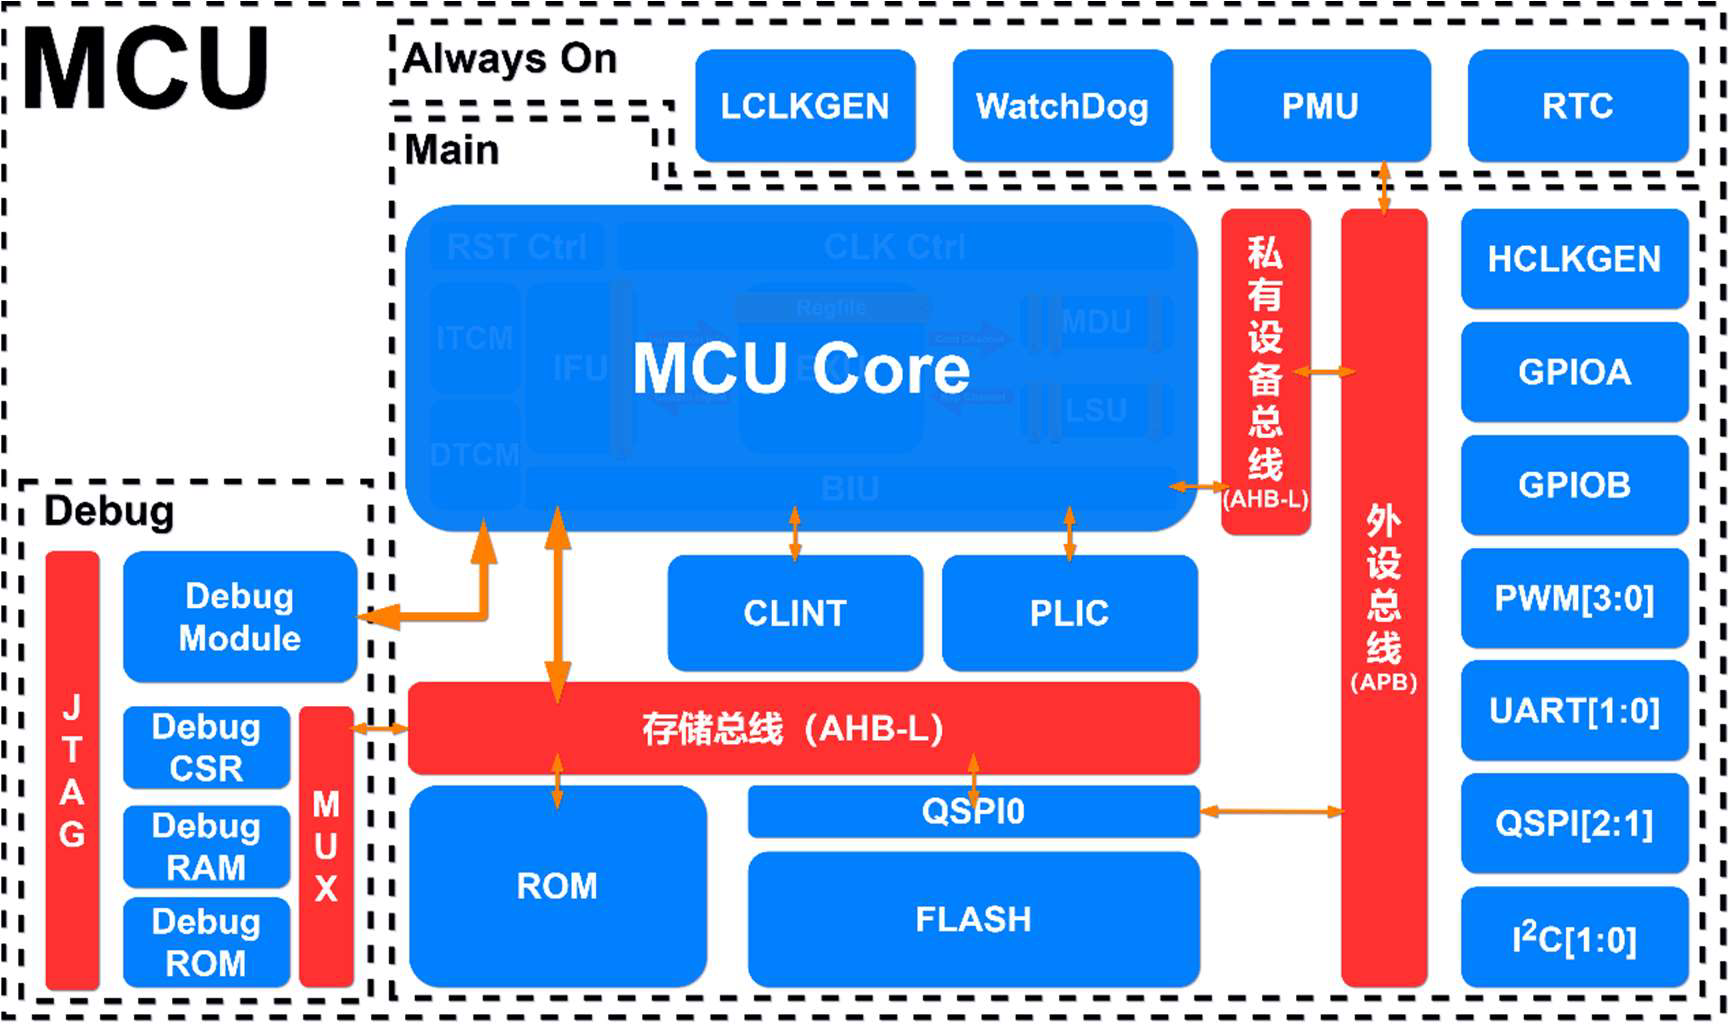 MCU
Always On
LCLKGEN
WatchDog
PMU
RTC
Main
RST Ctrl
CLK Ctrl
ITCM
IFU
Regfile
MDU
MCU Core
LSU
DTCM
BIU
私有设备总线
(AHB-L)
外设总线
(APB)
HCLKGEN
GPIOA
GPIOB
PWM[3:0]
UART[1:0]
QSPI[2:1]
I²C[1:0]
Debug
JTAG
Debug
Module
Debug
CSR
Debug
RAM
Debug
ROM
MUX
CLINT
PLIC
存储总线（AHB-L）
ROM
QSPI0
FLASH